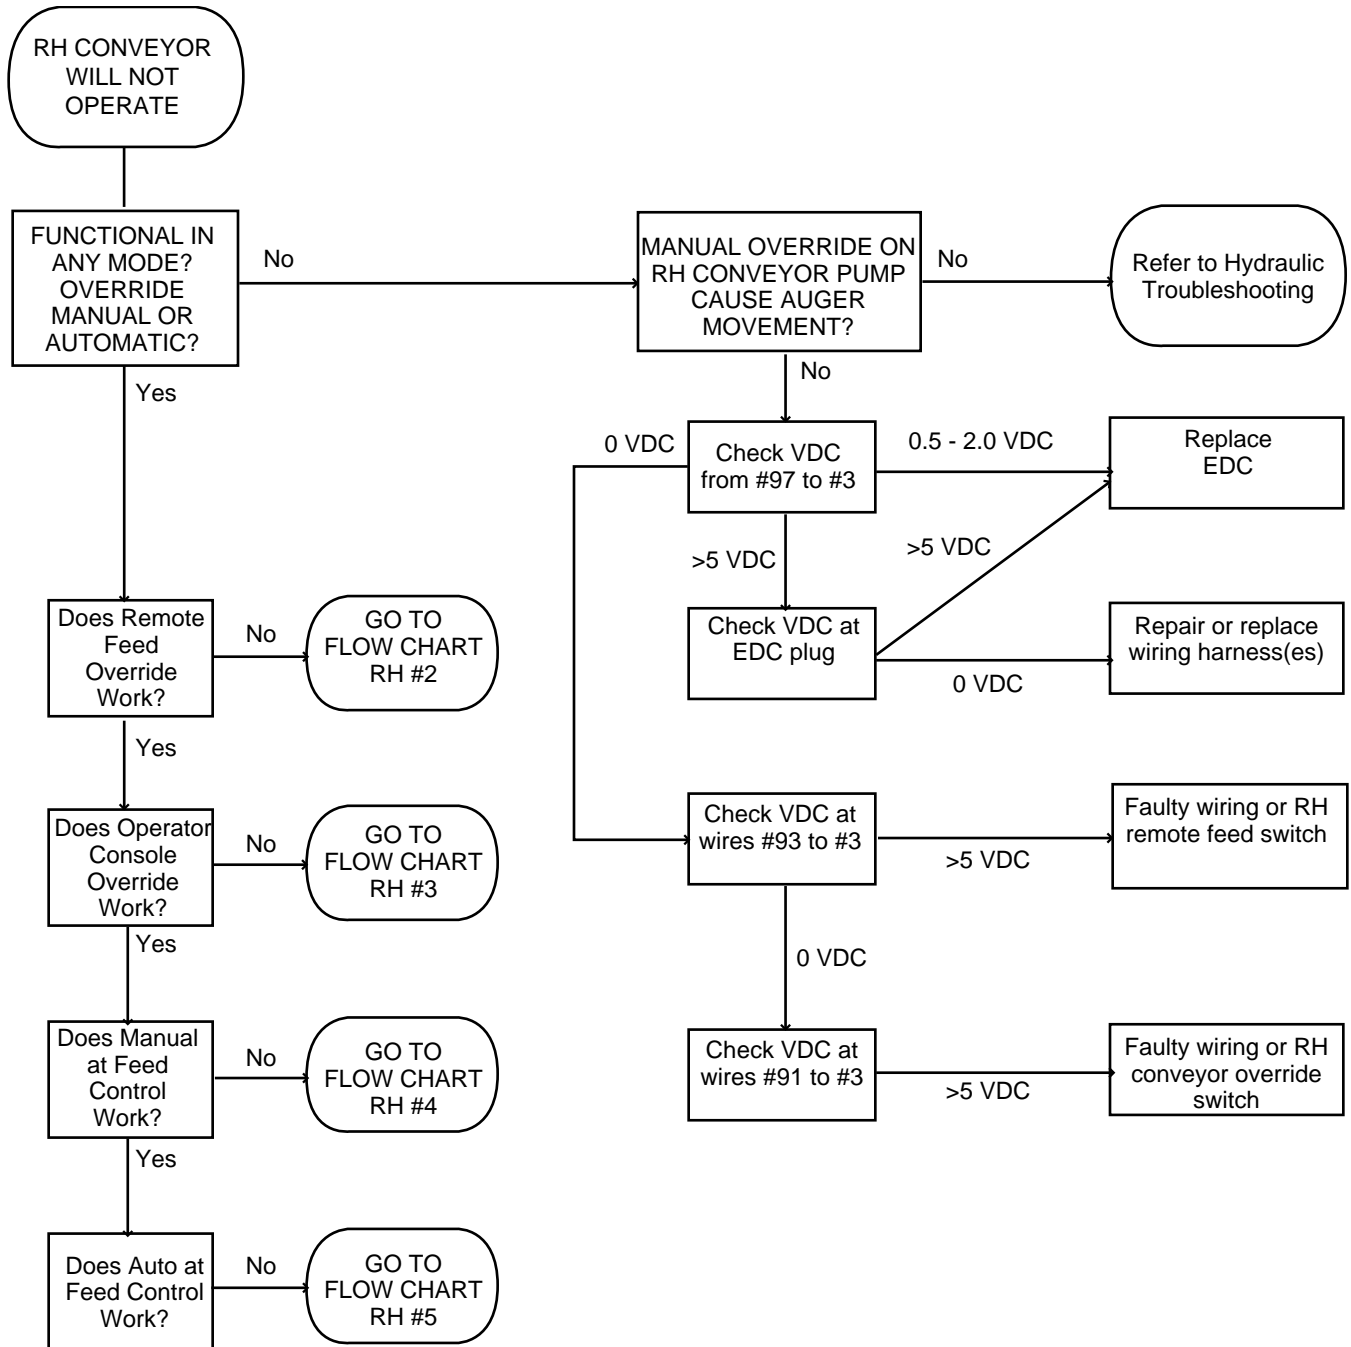 RH CONVEYOR
WILL NOT
OPERATE
FUNCTIONAL IN
ANY MODE?
OVERRIDE
MANUAL OR
AUTOMATIC?
No
MANUAL OVERRIDE ON
RH CONVEYOR PUMP
CAUSE AUGER
MOVEMENT?
No
Refer to Hydraulic
Troubleshooting
Yes
No
0 VDC
Check VDC
from #97 to #3
0.5 - 2.0 VDC
Replace
EDC
>5 VDC
>5 VDC
Does Remote
Feed
Override
Work?
No
GO TO
FLOW CHART
RH #2
Check VDC at
EDC plug
0 VDC
Repair or replace
wiring harness(es)
Yes
Does Operator
Console
Override
Work?
No
GO TO
FLOW CHART
RH #3
Check VDC at
wires #93 to #3
>5 VDC
Faulty wiring or RH
remote feed switch
Yes
0 VDC
Does Manual
at Feed
Control
Work?
No
GO TO
FLOW CHART
RH #4
Check VDC at
wires #91 to #3
>5 VDC
Faulty wiring or RH
conveyor override
switch
Yes
Does Auto at
Feed Control
Work?
No
GO TO
FLOW CHART
RH #5